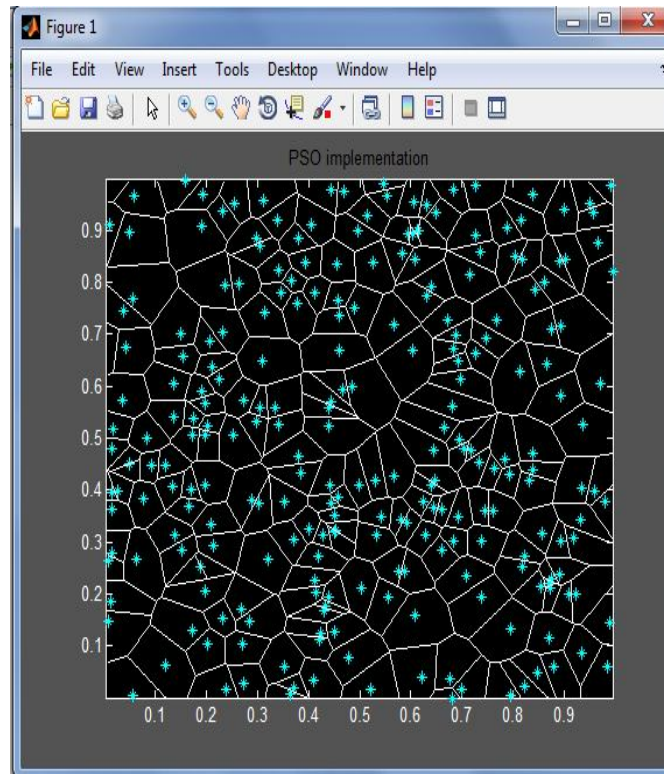 Figure 1
File Edit View Insert Tools Desktop Window Help
PSO implementation
0.9
0.8
0.7
0.6
0.5
0.4
0.3
0.2
0.1
0.1 0.2 0.3 0.4 0.5 0.6 0.7 0.8 0.9